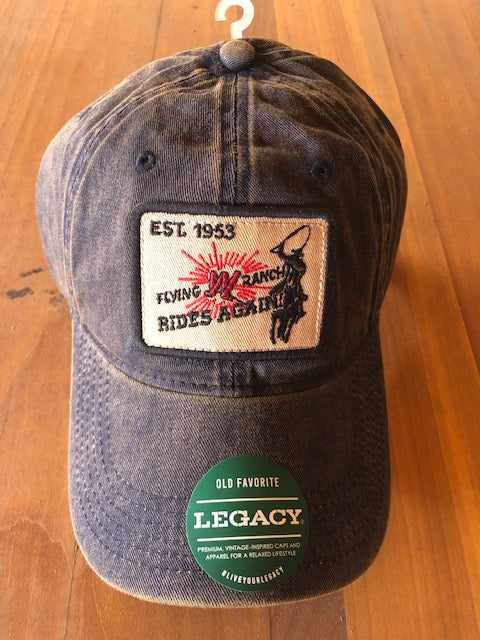 EST. 1953
FLYING W RANCH
RIDES AGAIN!
OLD FAVORITE
LEGACY®
PREMIUM, VINTAGE-INSPIRED CAPS AND
APPAREL FOR A RELAXED LIFESTYLE
#LIVEYOURLEGACY